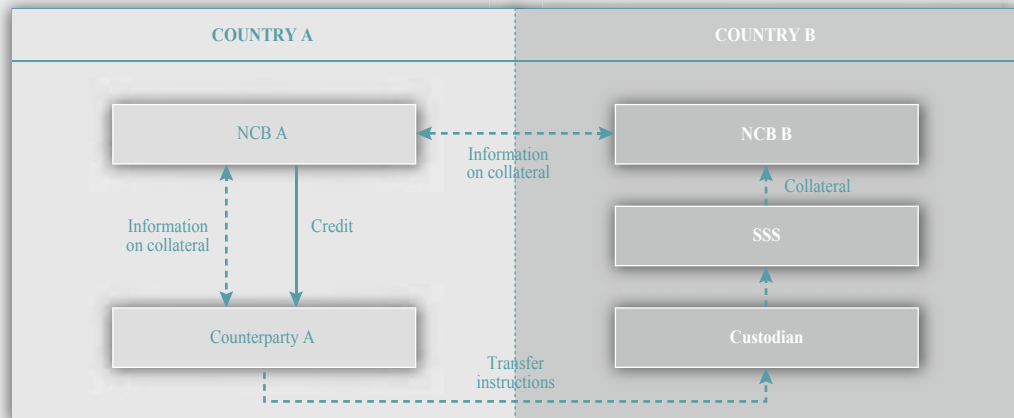 COUNTRY A
COUNTRY B
NCB A
NCB B
Information
on collateral
Collateral
Information
on collateral
Credit
SSS
Counterparty A
Custodian
Transfer
instructions